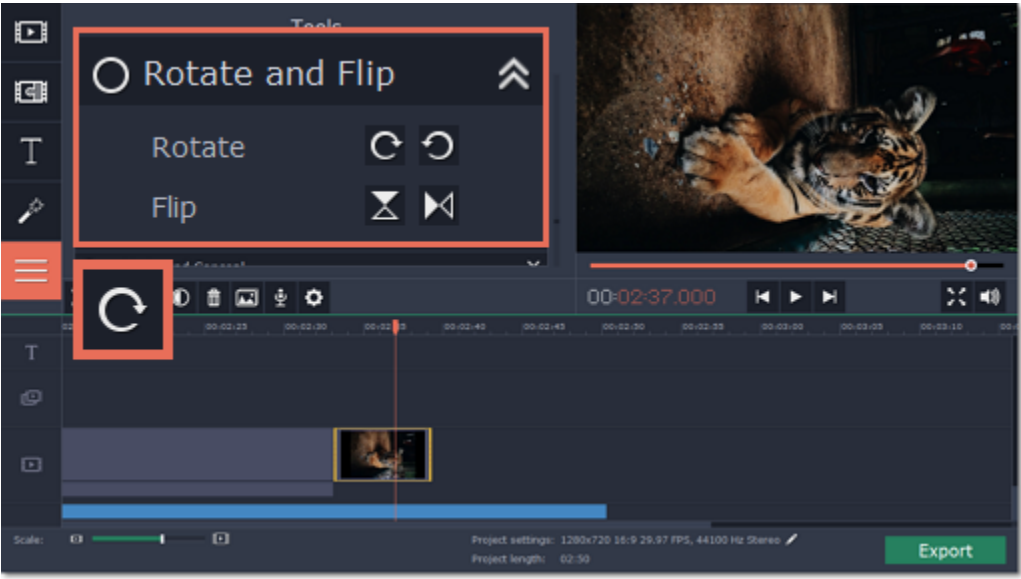 Tools
Rotate and Flip
Rotate
Flip
00:02:37.000
00:02:25 00:02:30 00:02:40 00:02:45 00:02:50 00:02:55 00:03:00 00:03:05 00:03:10
T
T
Scale:
Project settings: 1280x720 16:9 29.97 FPS, 44100 Hz Stereo
Project length: 02:50
Export